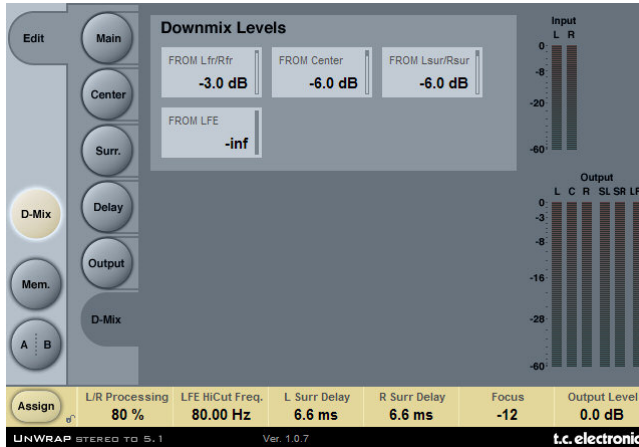 Edit
Main
Center
Surr.
Delay
Output
D-Mix
D-Mix
Mem.
A B
Downmix Levels
FROM Lfr/Rfr
-3.0 dB
FROM Center
-6.0 dB
FROM Lsur/Rsur
-6.0 dB
FROM LFE
-inf
Input
L R
0
-8
-20
-60
Output
L C R SL SR LF
0
-3
-8
-16
-28
-60
Assign
L/R Processing
80 %
LFE HiCut Freq.
80.00 Hz
L Surr Delay
6.6 ms
R Surr Delay
6.6 ms
Focus
-12
Output Level
0.0 dB
UNWRAP STEREO TO 5.1
Ver. 1.0.7
t.c. electronic